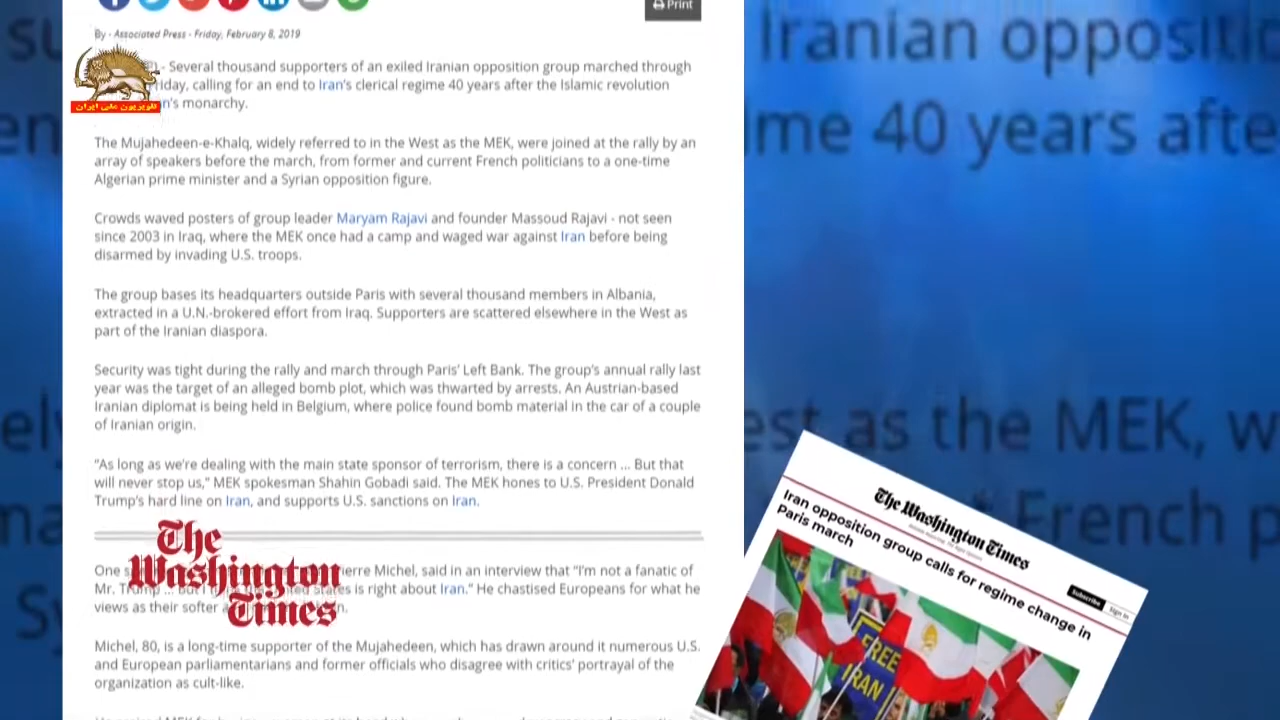 Print
By - Associated Press - Friday, February 8, 2019
- Several thousand supporters of an exiled Iranian opposition group marched through
calling for an end to Iran's clerical regime 40 years after the Islamic revolution
monarchy.
تلویزیون ملی ایران
The Mujahedeen-e-Khalq, widely referred to in the West as the MEK, were joined at the rally by an
array of speakers before the march, from former and current French politicians to a one-time
Algerian prime minister and a Syrian opposition figure.
Crowds waved posters of group leader Maryam Rajavi and founder Massoud Rajavi - not seen
since 2003 in Iraq, where the MEK once had a camp and waged war against Iran before being
disarmed by invading U.S. troops.
The group bases its headquarters outside Paris with several thousand members in Albania,
extracted in a U.N.-brokered effort from Iraq. Supporters are scattered elsewhere in the West as
part of the Iranian diaspora.
Security was tight during the rally and march through Paris' Left Bank. The group's annual rally last
year was the target of an alleged bomb plot, which was thwarted by arrests. An Austrian-based
Iranian diplomat is being held in Belgium, where police found bomb material in the car of a couple
of Iranian origin.
"As long as we're dealing with the main state sponsor of terrorism, there is a concern ... But that
will never stop us," MEK spokesman Shahin Gobadi said. The MEK hones to U.S. President Donald
Trump's hard line on Iran, and supports U.S. sanctions on Iran.
One Michel, said in an interview that "I'm not a fanatic of
Mr. is right about Iran." He chastised Europeans for what he
views as their softer
The
Washington
Times
Michel, 80, is a long-time supporter of the Mujahedeen, which has drawn around it numerous U.S.
and European parliamentarians and former officials who disagree with critics' portrayal of the
organization as cult-like.
Iranian
40 years
as the MEK,
French
The Washington Times
Subscribe Sign In
Iran opposition group calls for regime change in
Paris march
FREE
IRAN